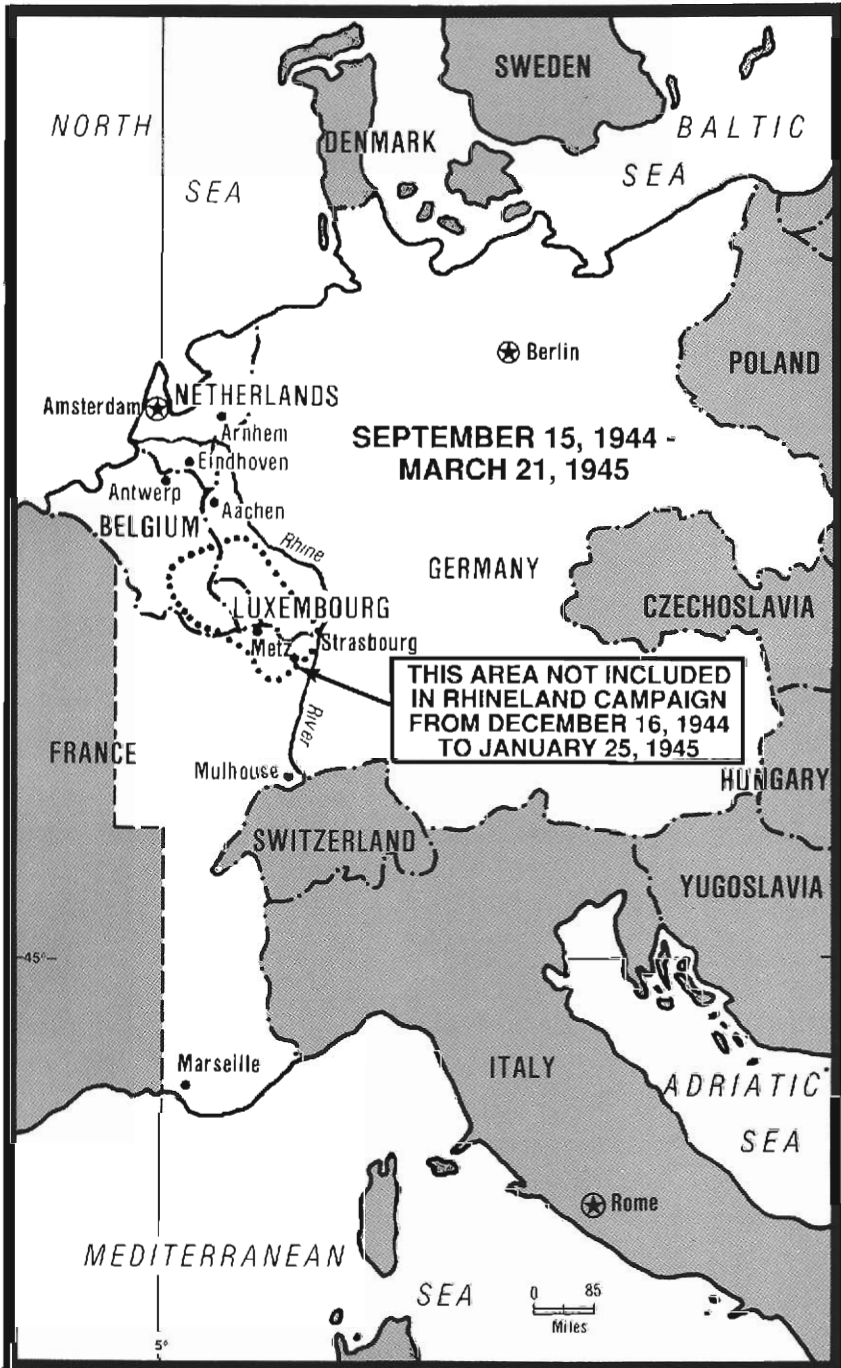 SWEDEN
NORTH
SEA
DENMARK
BALTIC
SEA
Berlin
POLAND
NETHERLANDS
Amsterdam
Arnhem
SEPTEMBER 15, 1944 -
MARCH 21, 1945
Eindhoven
Antwerp
Aachen
BELGIUM
Rhine
GERMANY
LUXEMBOURG
CZECHOSLAVIA
Metz
Strasbourg
THIS AREA NOT INCLUDED
IN RHINELAND CAMPAIGN
FROM DECEMBER 16, 1944
TO JANUARY 25, 1945
River
FRANCE
Mulhouse
HUNGARY
SWITZERLAND
YUGOSLAVIA
45°
Marseille
ITALY
ADRIATIC
SEA
Rome
MEDITERRANEAN
SEA
0 85
Miles
5°